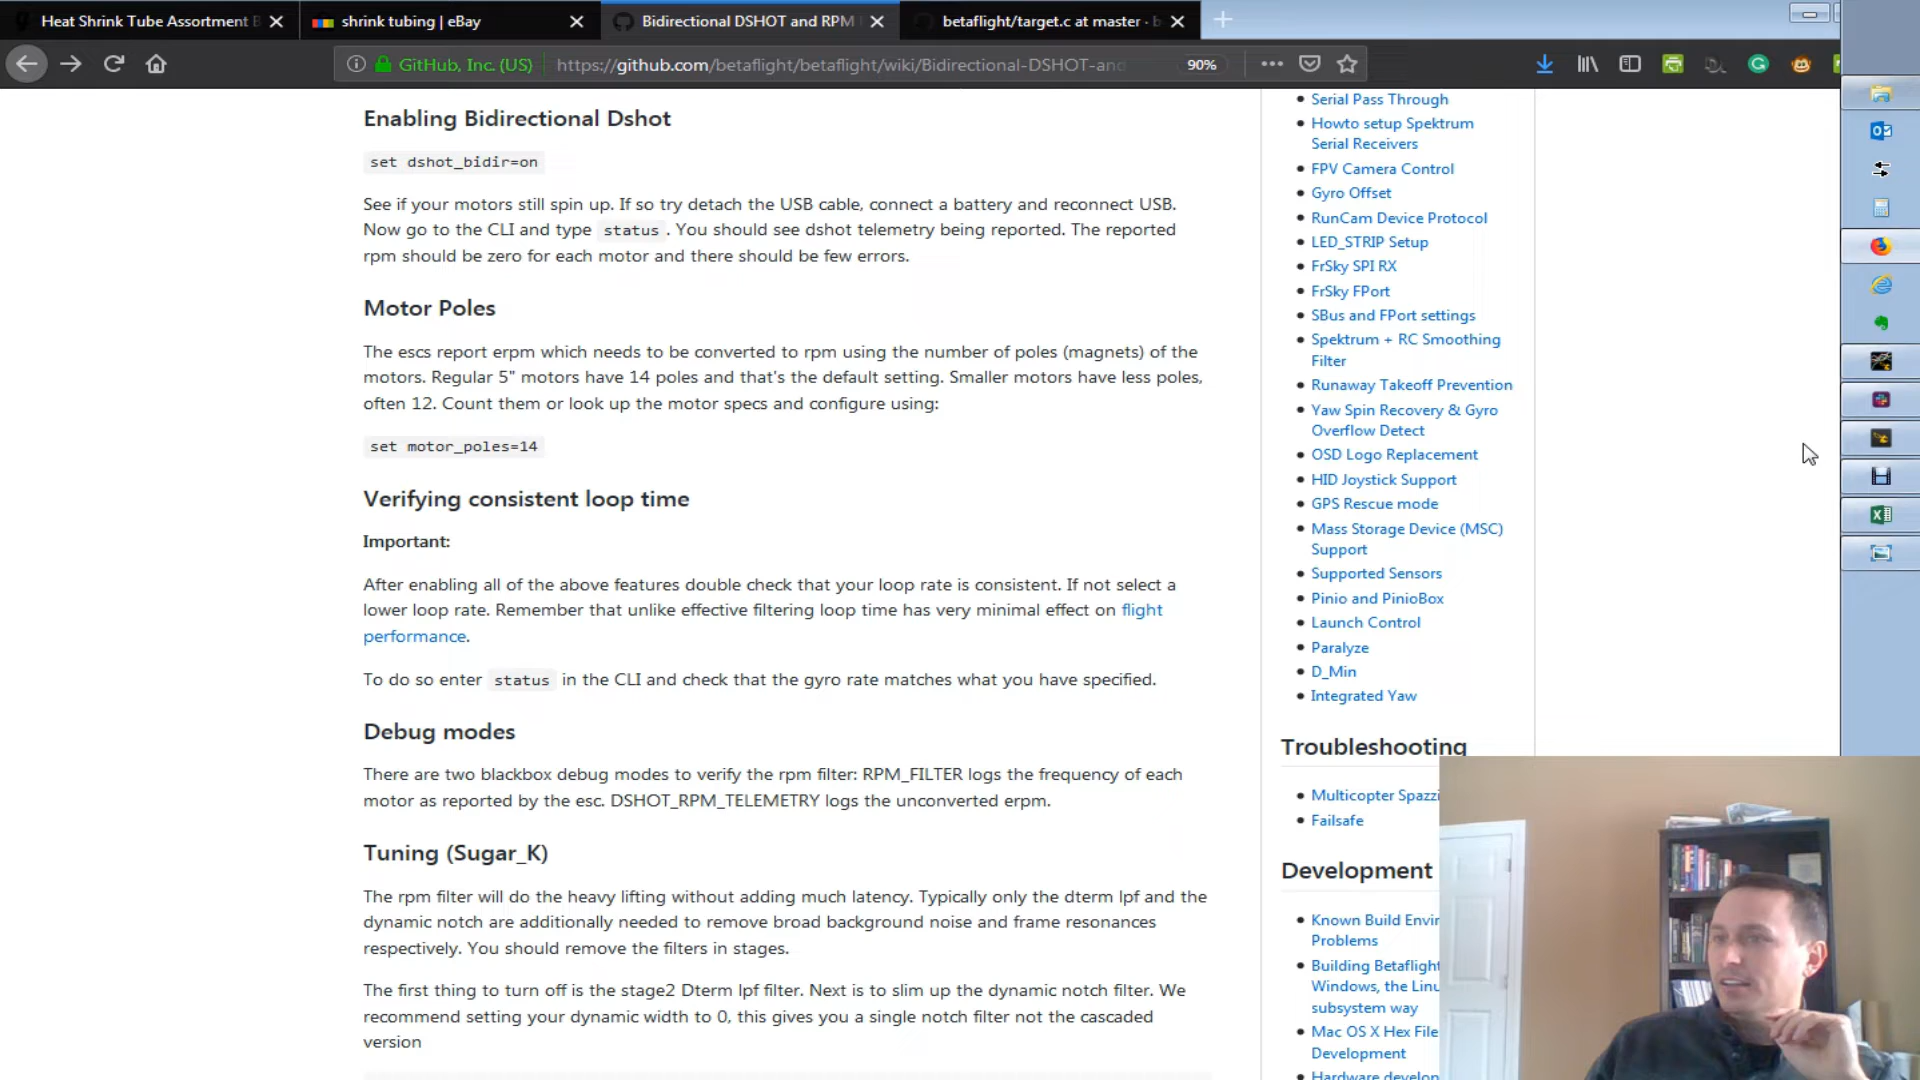 Heat Shrink Tube Assortment B
shrink tubing | eBay
Bidirectional DSHOT and RPM
betaflight/target.c at master · b
GitHub, Inc. (US)
https://github.com/betaflight/betaflight/wiki/Bidirectional-DSHOT-and
90%
Enabling Bidirectional Dshot
set dshot_bidir=on
See if your motors still spin up. If so try detach the USB cable, connect a battery and reconnect USB.
Now go to the CLI and type status . You should see dshot telemetry being reported. The reported
rpm should be zero for each motor and there should be few errors.
Motor Poles
The escs report erpm which needs to be converted to rpm using the number of poles (magnets) of the
motors. Regular 5" motors have 14 poles and that's the default setting. Smaller motors have less poles,
often 12. Count them or look up the motor specs and configure using:
set motor_poles=14
Verifying consistent loop time
Important:
After enabling all of the above features double check that your loop rate is consistent. If not select a
lower loop rate. Remember that unlike effective filtering loop time has very minimal effect on flight
performance.
To do so enter status in the CLI and check that the gyro rate matches what you have specified.
Debug modes
There are two blackbox debug modes to verify the rpm filter: RPM_FILTER logs the frequency of each
motor as reported by the esc. DSHOT_RPM_TELEMETRY logs the unconverted erpm.
Tuning (Sugar_K)
The rpm filter will do the heavy lifting without adding much latency. Typically only the dterm lpf and the
dynamic notch are additionally needed to remove broad background noise and frame resonances
respectively. You should remove the filters in stages.
The first thing to turn off is the stage2 Dterm lpf filter. Next is to slim up the dynamic notch filter. We
recommend setting your dynamic width to 0, this gives you a single notch filter not the cascaded
version
Serial Pass Through
Howto setup Spektrum
Serial Receivers
FPV Camera Control
Gyro Offset
RunCam Device Protocol
LED_STRIP Setup
FrSky SPI RX
FrSky FPort
SBus and FPort settings
Spektrum + RC Smoothing
Filter
Runaway Takeoff Prevention
Yaw Spin Recovery & Gyro
Overflow Detect
OSD Logo Replacement
HID Joystick Support
GPS Rescue mode
Mass Storage Device (MSC)
Support
Supported Sensors
Pinio and PinioBox
Launch Control
Paralyze
D_Min
Integrated Yaw
Troubleshooting
Multicopter Spazzi
Failsafe
Development
Known Build Envir
Problems
Building Betaflight
Windows, the Linu
subsystem way
Mac OS X Hex File
Development
Hardware develop